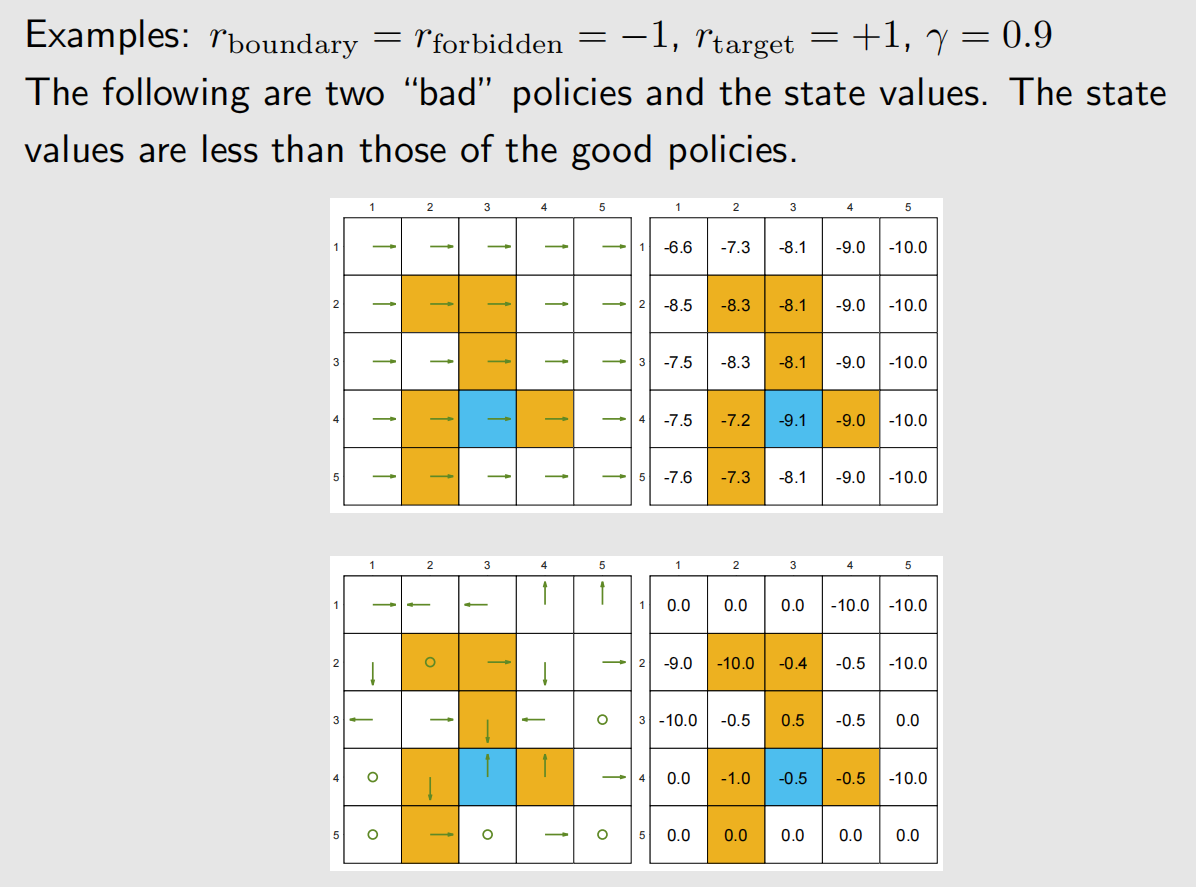 Examples: r_boundary = r_forbidden = −1, r_target = +1, γ = 0.9
The following are two “bad” policies and the state values. The state
values are less than those of the good policies.
1 2 3 4 5 1 2 3 4 5
1 1 -6.6 -7.3 -8.1 -9.0 -10.0
2 2 -8.5 -8.3 -8.1 -9.0 -10.0
3 3 -7.5 -8.3 -8.1 -9.0 -10.0
4 4 -7.5 -7.2 -9.1 -9.0 -10.0
5 5 -7.6 -7.3 -8.1 -9.0 -10.0
1 2 3 4 5 1 2 3 4 5
1 1 0.0 0.0 0.0 -10.0 -10.0
2 2 -9.0 -10.0 -0.4 -0.5 -10.0
3 3 -10.0 -0.5 0.5 -0.5 0.0
4 4 0.0 -1.0 -0.5 -0.5 -10.0
5 5 0.0 0.0 0.0 0.0 0.0